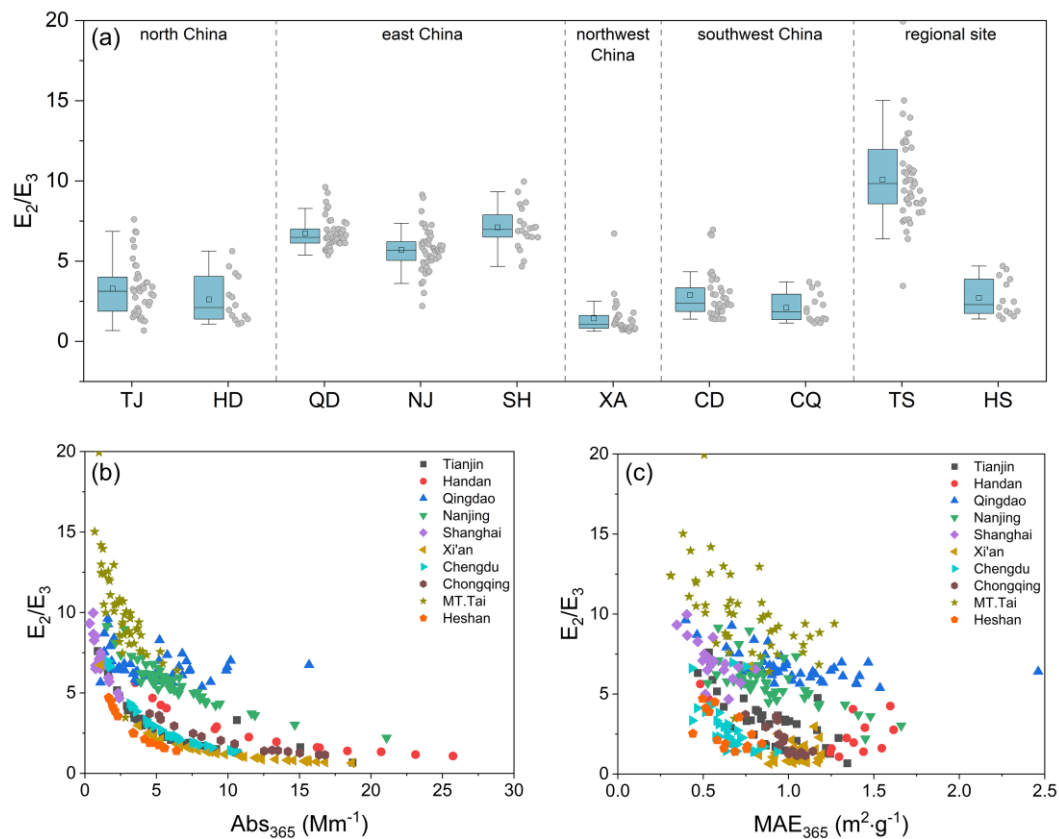 (a)
north China
east China
northwest
China
southwest China
regional site
20
15
10
5
0
E₂/E₃
TJ
HD
QD
NJ
SH
XA
CD
CQ
TS
HS
(b)
20
15
10
5
0
E₂/E₃
Tianjin
Handan
Qingdao
Nanjing
Shanghai
Xi'an
Chengdu
Chongqing
MT.Tai
Heshan
0
5
10
15
20
25
30
Abs₃₆₅ (Mm⁻¹)
(c)
20
15
10
5
0
E₂/E₃
Tianjin
Handan
Qingdao
Nanjing
Shanghai
Xi'an
Chengdu
Chongqing
MT.Tai
Heshan
0.0
0.5
1.0
1.5
2.0
2.5
MAE₃₆₅ (m²·g⁻¹)